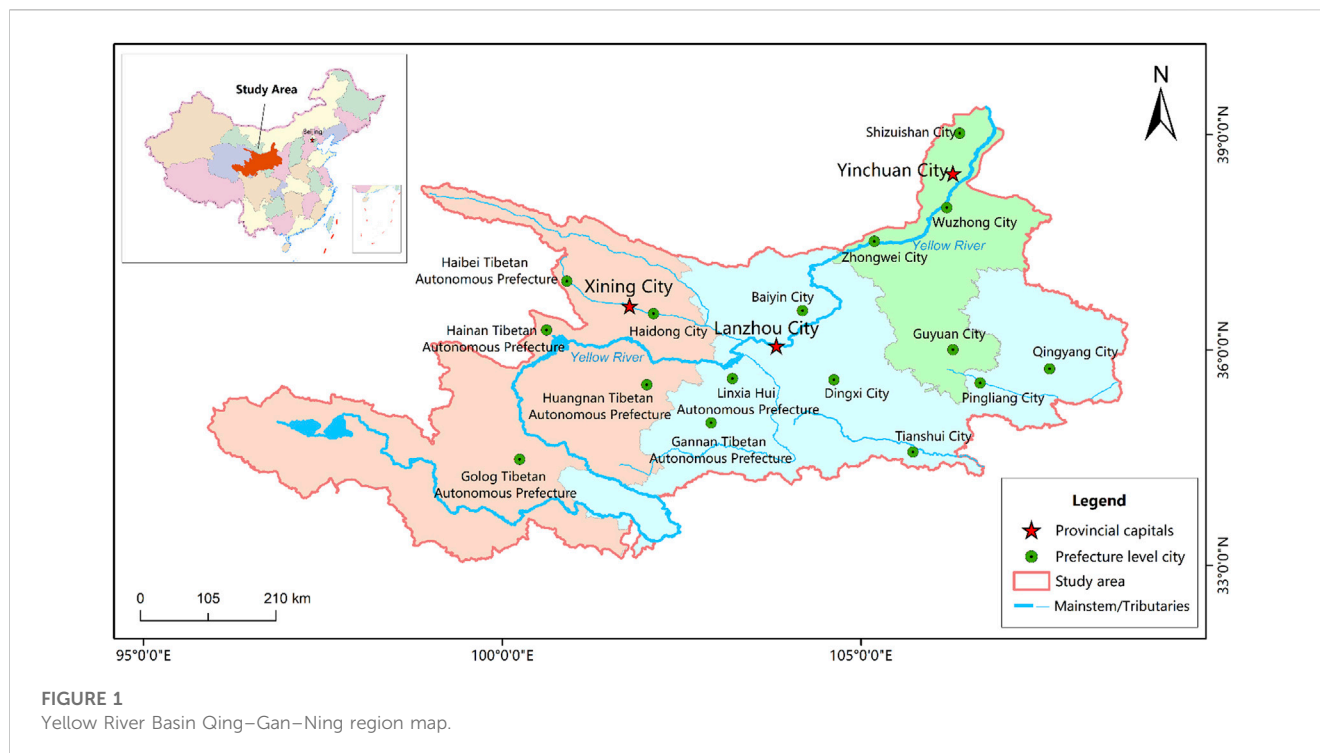 Study Area
Beijing
N
Shizuishan City
Yinchuan City
Wuzhong City
Yellow River
Zhongwei City
Haibei Tibetan
Autonomous Prefecture
Xining City
Baiyin City
Haidong City
Lanzhou City
Hainan Tibetan
Autonomous Prefecture
Yellow River
Guyuan City
Qingyang City
Huangnan Tibetan
Autonomous Prefecture
Linxia Hui
Autonomous Prefecture
Dingxi City
Pingliang City
Gannan Tibetan
Autonomous Prefecture
Tianshui City
Golog Tibetan
Autonomous Prefecture
Legend
Provincial capitals
Prefecture level city
Study area
Mainstem/Tributaries
0 105 210 km
39°0'0"N
36°0'0"N
33°0'0"N
95°0'0"E 100°0'0"E 105°0'0"E
FIGURE 1
Yellow River Basin Qing–Gan–Ning region map.